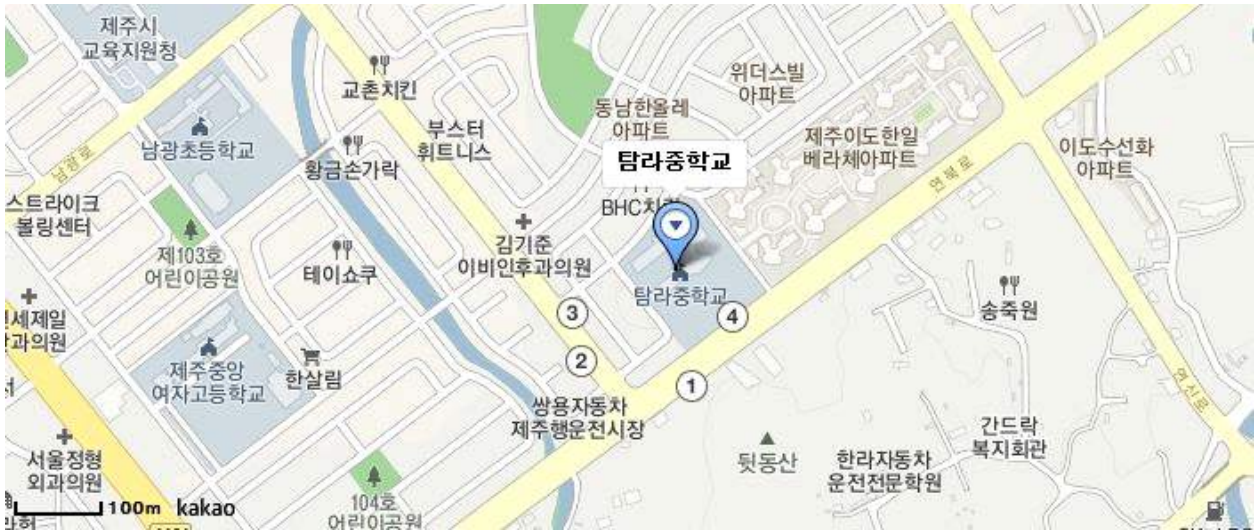 제주시
교육지원청
교촌치킨
위더스빌
아파트
동남한올레
아파트
부스터
휘트니스
제주이도한일
베라체아파트
남광로
남광초등학교
황금손가락
탐라중학교
이도수선화
아파트
연북로
BHC치킨
스트라이크
볼링센터
김기준
이비인후과의원
제103호
어린이공원
테이쇼쿠
탐라중학교
송죽원
3
4
2
1
제주중앙
여자고등학교
한살림
연신로
쌍용자동차
제주행운전시장
간드락
복지회관
뒷동산
한라자동차
운전전문학원
서울정형
외과의원
104호
어린이공원
100m kakao